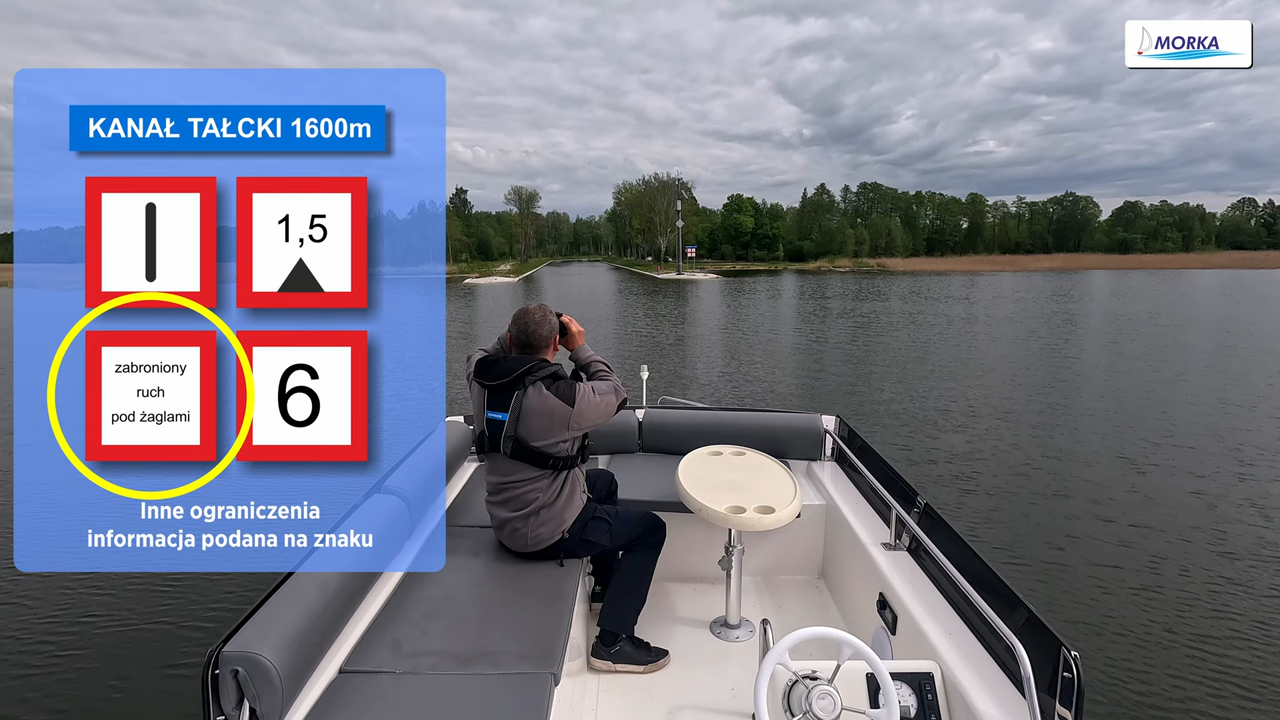 MORKA
KANAŁ TAŁCKI 1600m
1,5
zabroniony
ruch
pod żaglami
6
Inne ograniczenia
informacja podana na znaku